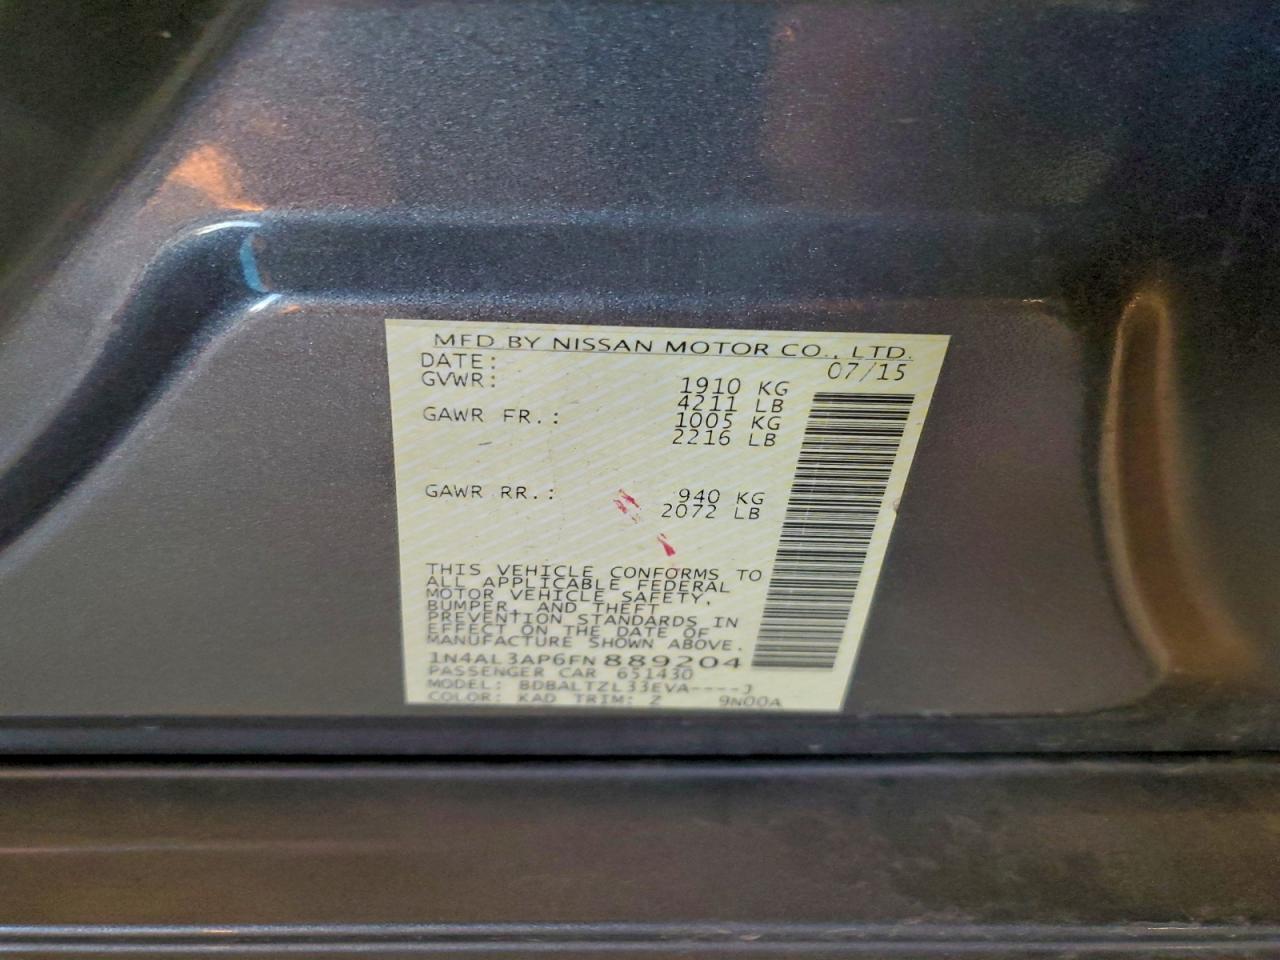 MFD BY NISSAN MOTOR CO., LTD.
DATE: 07/15
GVWR: 1910 KG
4211 LB
GAWR FR.: 1005 KG
2216 LB
GAWR RR.: 940 KG
2072 LB
THIS VEHICLE CONFORMS TO
ALL APPLICABLE FEDERAL
MOTOR VEHICLE SAFETY,
BUMPER, AND THEFT
PREVENTION STANDARDS IN
EFFECT ON THE DATE OF
MANUFACTURE SHOWN ABOVE.
1N4AL3AP6FN889204
PASSENGER CAR 651430
MODEL: BDBALTZL33EVA----J
COLOR: KAD TRIM: Z 9N00A